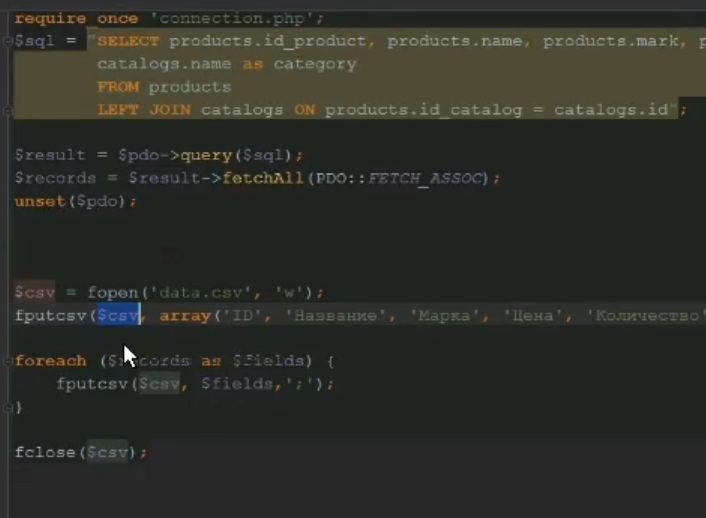 require once 'connection.php';
$sql = "SELECT products.id_product, products.name, products.mark, p
catalogs.name as category
FROM products
LEFT JOIN catalogs ON products.id_catalog = catalogs.id";
$result = $pdo->query($sql);
$records = $result->fetchAll(PDO::FETCH_ASSOC);
unset($pdo);
$csv = fopen('data.csv', 'w');
fputcsv($csv, array('ID', 'Название', 'Марка', 'Цена', 'Количество'
foreach ($records as $fields) {
fputcsv($csv, $fields,';');
}
fclose($csv);